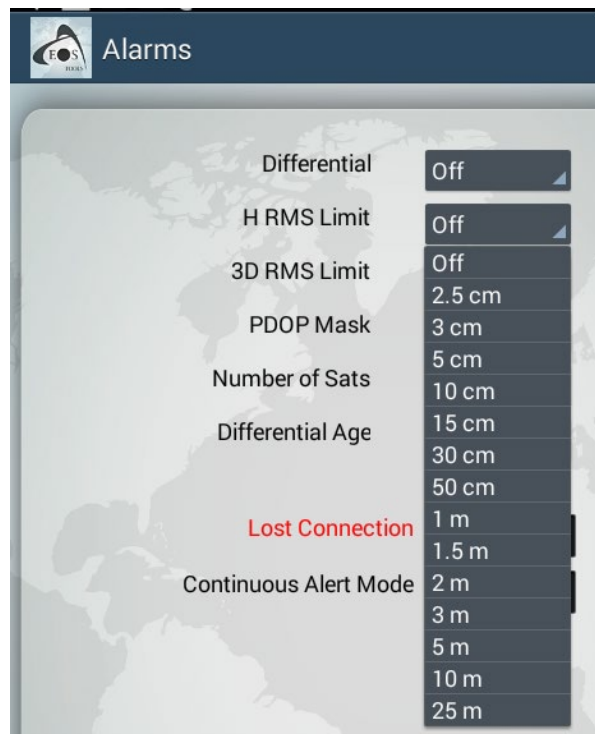 EOS
TOOLS
Alarms
Differential
Off
H RMS Limit
Off
3D RMS Limit
PDOP Mask
Number of Sats
Differential Age
Lost Connection
Continuous Alert Mode
Off
2.5 cm
3 cm
5 cm
10 cm
15 cm
30 cm
50 cm
1 m
1.5 m
2 m
3 m
5 m
10 m
25 m